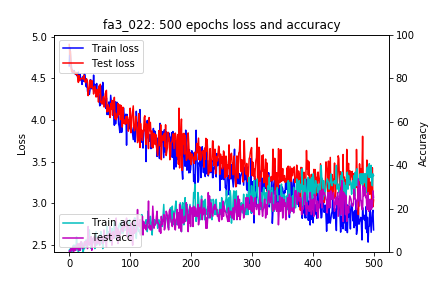 fa3_022: 500 epochs loss and accuracy
5.0
4.5
4.0
3.5
3.0
2.5
Loss
100
80
60
40
20
0
Accuracy
Train loss
Test loss
Train acc
Test acc
0 100 200 300 400 500